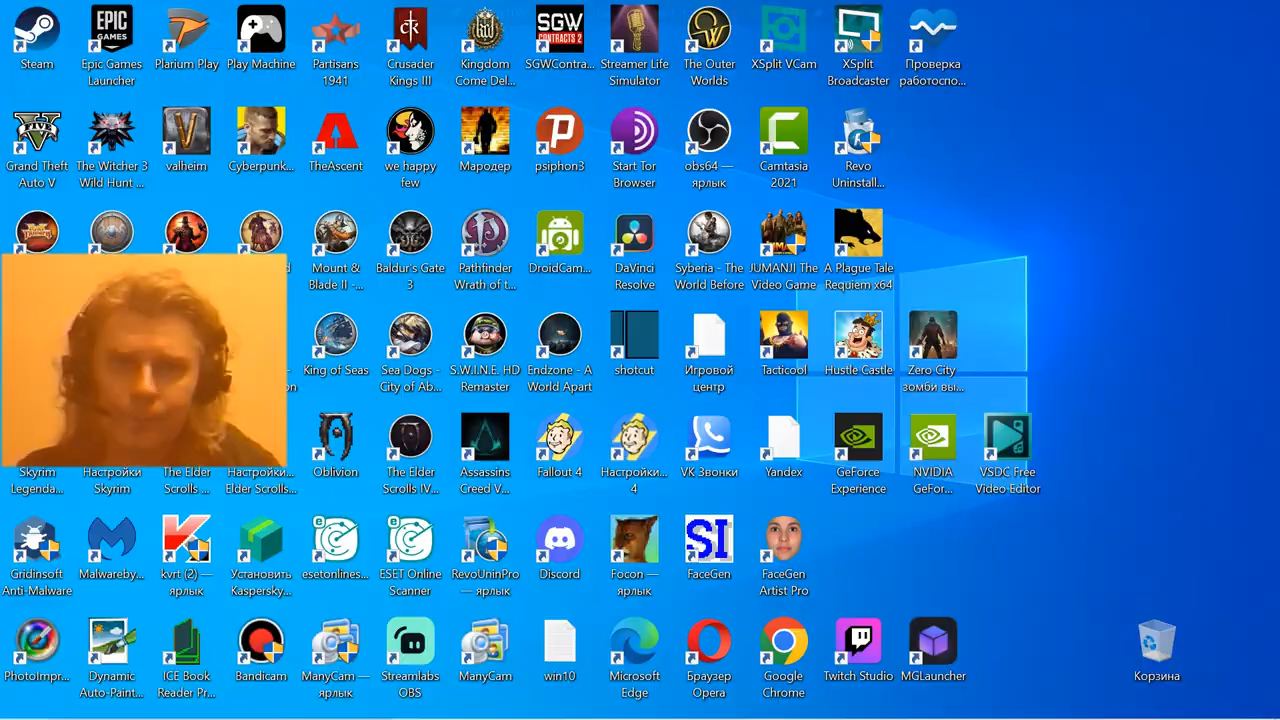 Steam
Epic Games
Launcher
Plarium Play
Play Machine
Partisans
1941
Crusader
Kings III
Kingdom
Come Del...
SGWContra...
Streamer Life
Simulator
The Outer
Worlds
XSplit VCam
XSplit
Broadcaster
Проверка
работоспо...
EPIC
GAMES
SGW
CONTRACTS 2
Grand Theft
Auto V
The Witcher 3
Wild Hunt ...
valheim
Cyberpunk...
TheAscent
we happy
few
Мародер
psiphon3
Start Tor
Browser
obs64 —
ярлык
Camtasia
2021
Revo
Uninstall...
Mount &
Blade II -...
Baldur's Gate
3
Pathfinder
Wrath of t...
DroidCam...
DaVinci
Resolve
Syberia - The
World Before
JUMANJI The
Video Game
A Plague Tale
Requiem x64
King of Seas
Sea Dogs -
City of Ab...
S.W.I.N.E. HD
Remaster
Endzone - A
World Apart
shotcut
Игровой
центр
Tacticool
Hustle Castle
Zero City
зомби вы...
Skyrim
Legenda...
Настройки
Skyrim
The Elder
Scrolls ...
Настройки...
Elder Scrolls...
Oblivion
The Elder
Scrolls IV...
Assassins
Creed V...
Fallout 4
Настройки...
4
VK Звонки
Yandex
GeForce
Experience
NVIDIA
GeFor...
VSDC Free
Video Editor
Gridinsoft
Anti-Malware
Malwareby...
kvrt (2) —
ярлык
Установить
Kaspersky...
esetonlines...
ESET Online
Scanner
RevoUninPro
— ярлык
Discord
Focon —
ярлык
SI
FaceGen
FaceGen
Artist Pro
PhotoImpr...
Dynamic
Auto-Paint...
ICE Book
Reader Pr...
Bandicam
ManyCam —
ярлык
Streamlabs
OBS
ManyCam
win10
Microsoft
Edge
Браузер
Opera
Google
Chrome
Twitch Studio
MGLauncher
Корзина